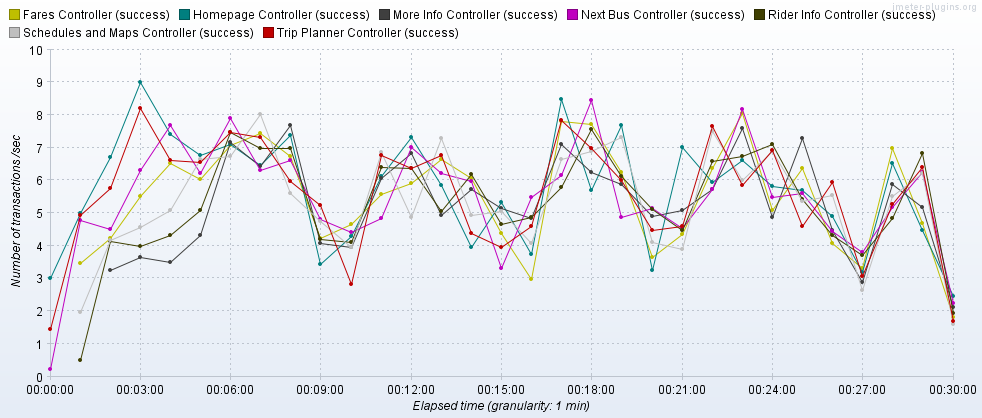 jmeter-plugins.org
Fares Controller (success) Homepage Controller (success) More Info Controller (success) Next Bus Controller (success) Rider Info Controller (success)
Schedules and Maps Controller (success) Trip Planner Controller (success)
10
9
8
7
6
5
4
3
2
1
0
Number of transactions /sec
00:00:00 00:03:00 00:06:00 00:09:00 00:12:00 00:15:00 00:18:00 00:21:00 00:24:00 00:27:00 00:30:00
Elapsed time (granularity: 1 min)